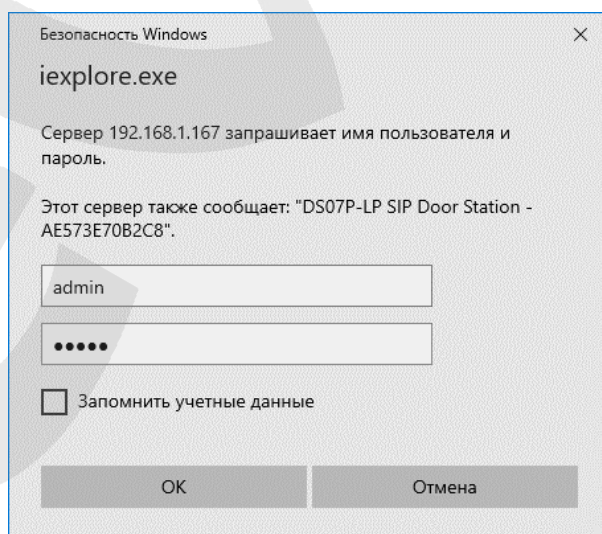 Безопасность Windows
iexplore.exe
Сервер 192.168.1.167 запрашивает имя пользователя и
пароль.
Этот сервер также сообщает: "DS07P-LP SIP Door Station -
AE573E70B2C8".
admin
•••••
Запомнить учетные данные
ОК
Отмена